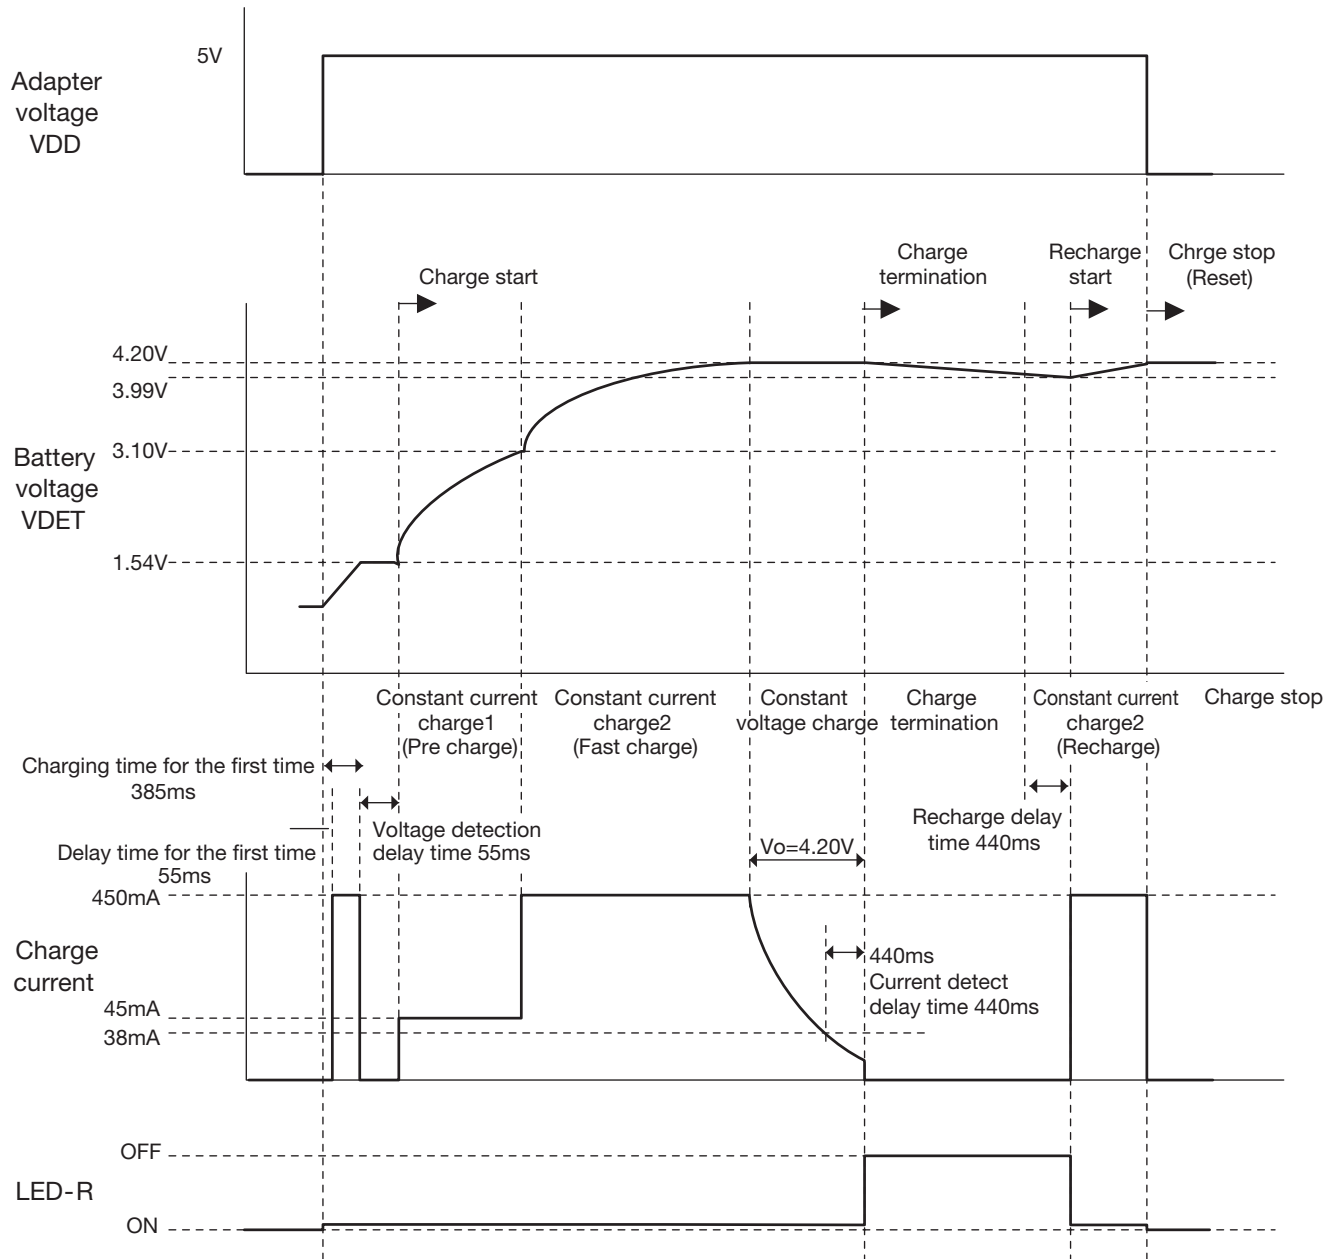 5V
Adapter
voltage
VDD
Charge start
Charge
termination
Recharge
start
Chrge stop
(Reset)
4.20V
3.99V
3.10V
1.54V
Battery
voltage
VDET
Constant current
charge1
(Pre charge)
Constant current
charge2
(Fast charge)
Constant
voltage charge
Charge
termination
Constant current
charge2
(Recharge)
Charge stop
Charging time for the first time
385ms
Voltage detection
delay time 55ms
Delay time for the first time
55ms
Recharge delay
time 440ms
Vo=4.20V
450mA
Charge
current
440ms
Current detect
delay time 440ms
45mA
38mA
OFF
LED-R
ON